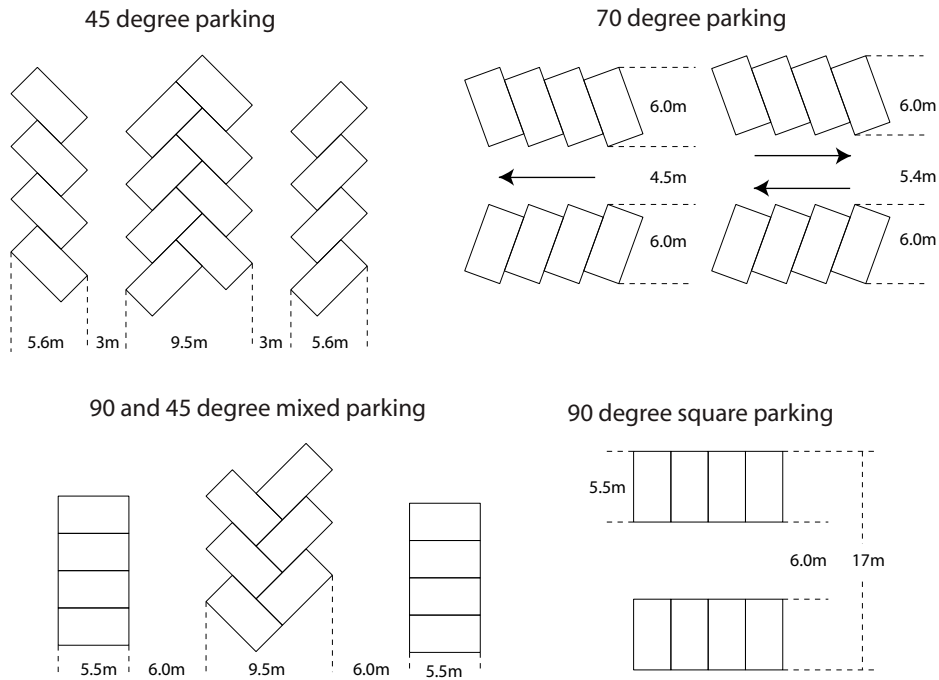 45 degree parking
5.6m 3m 9.5m 3m 5.6m
70 degree parking
6.0m
4.5m
6.0m
6.0m
5.4m
6.0m
90 and 45 degree mixed parking
5.5m 6.0m 9.5m 6.0m 5.5m
90 degree square parking
5.5m
6.0m 17m